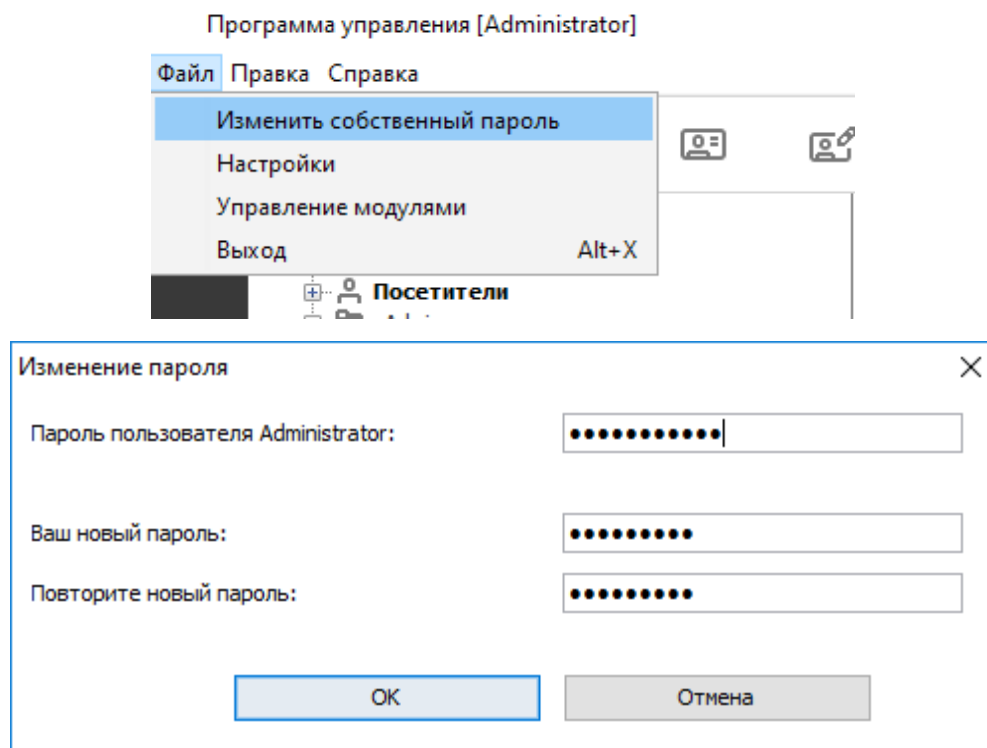 Программа управления [Administrator]
Файл Правка Справка
Изменить собственный пароль
Настройки
Управление модулями
Выход Alt+X
Посетители
Изменение пароля
Пароль пользователя Administrator: •••••••••••
Ваш новый пароль: •••••••••
Повторите новый пароль: •••••••••
OK Отмена